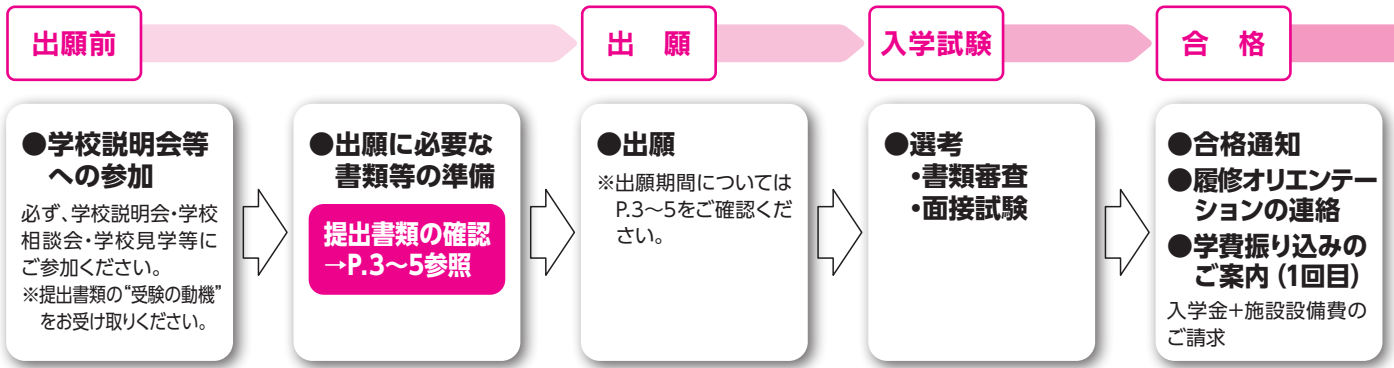 出願前
出　願
入学試験
合　格
●学校説明会等
への参加
必ず、学校説明会・学校
相談会・学校見学等に
ご参加ください。
※提出書類の“受験の動機”
をお受け取りください。
●出願に必要な
書類等の準備
提出書類の確認
→P.3～5参照
●出願
※出願期間については
P.3～5をご確認くだ
さい。
●選考
・書類審査
・面接試験
●合格通知
●履修オリエンテー
ションの連絡
●学費振り込みの
ご案内（1回目）
入学金＋施設設備費の
ご請求